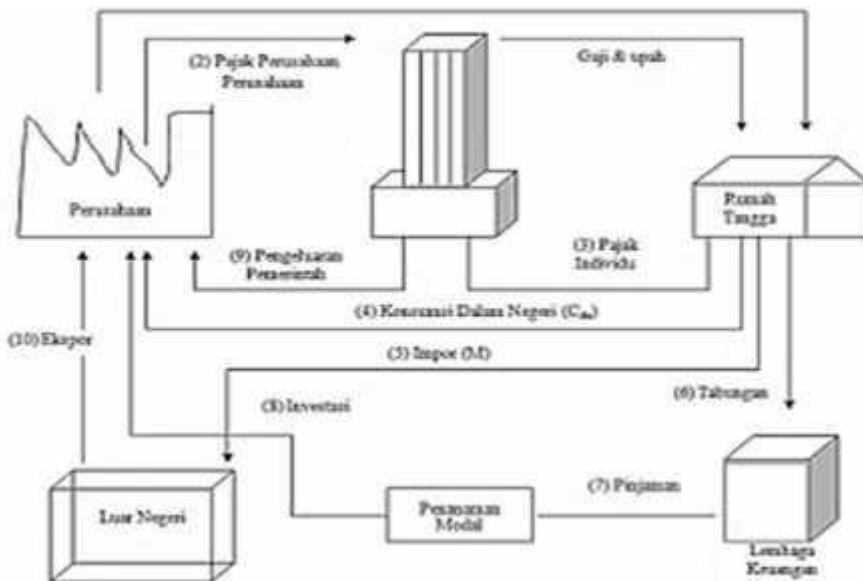 (2) Pajak Perusahaan
Perusahaan
Gaji & upah
Perusahaan
Rumah
Tangga
(9) Pengeluaran
Pemerintah
(3) Pajak
Individu
(4) Konsumsi Dalam Negeri (C
(10) Ekspor
(5) Impor (M)
(8) Investasi
(6) Tabungan
Luar Negeri
Penanaman
Modal
(7) Pinjaman
Lembaga
Keuangan